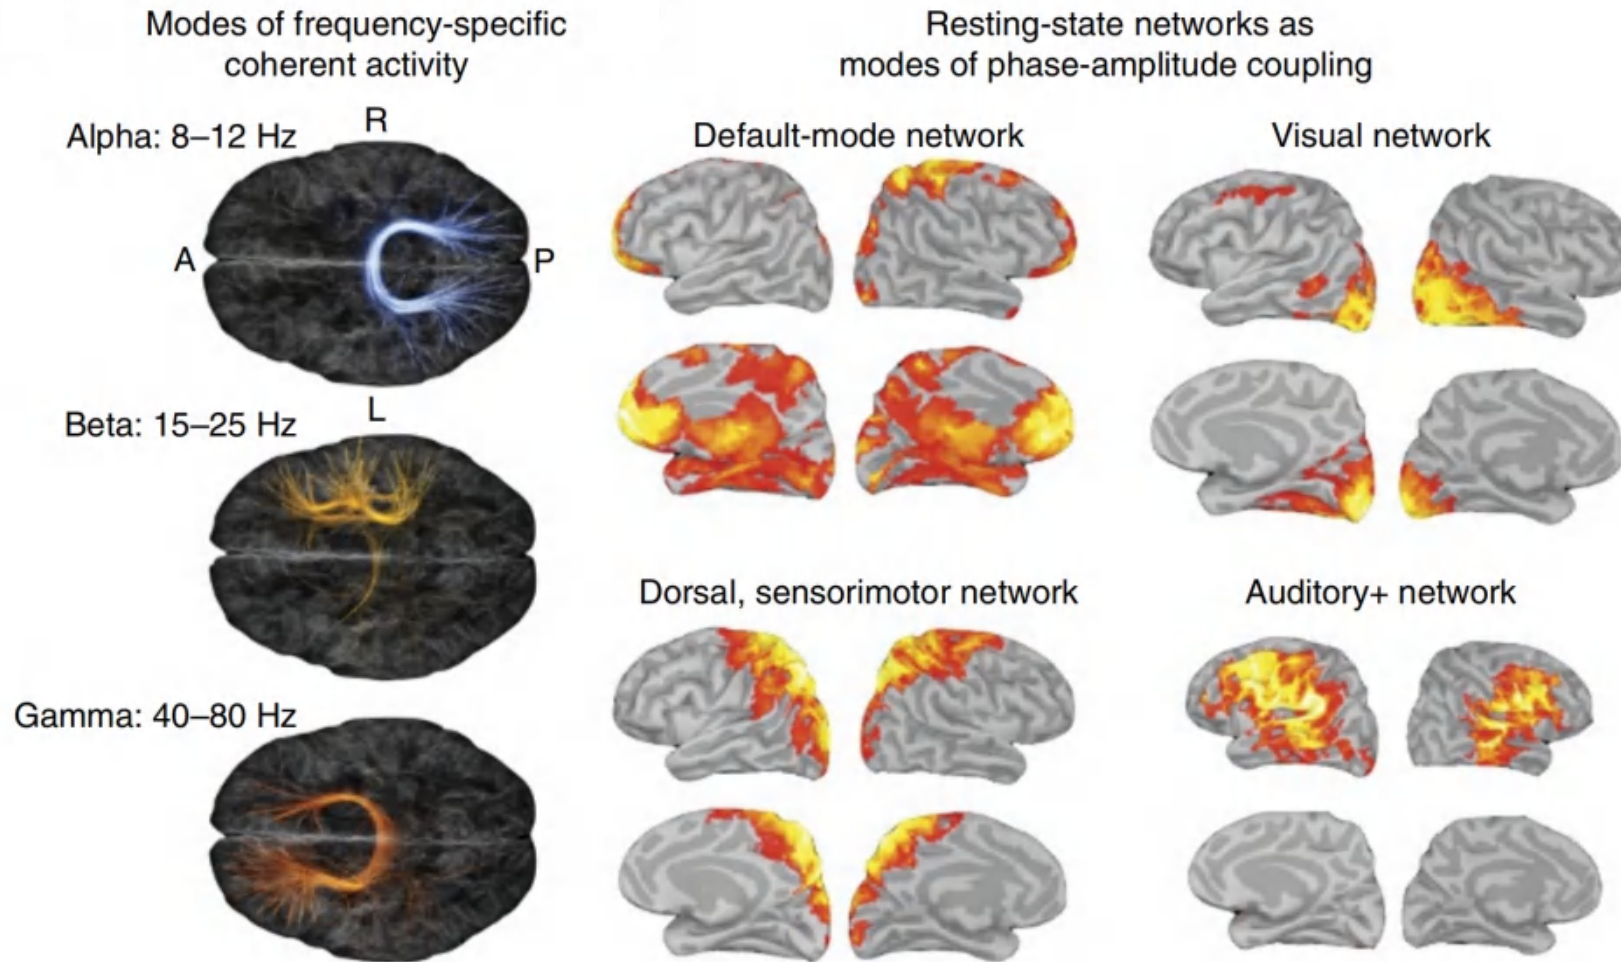 Modes of frequency-specific
coherent activity
Alpha: 8–12 Hz
R
A
P
L
Beta: 15–25 Hz
Gamma: 40–80 Hz
Resting-state networks as
modes of phase-amplitude coupling
Default-mode network
Visual network
Dorsal, sensorimotor network
Auditory+ network